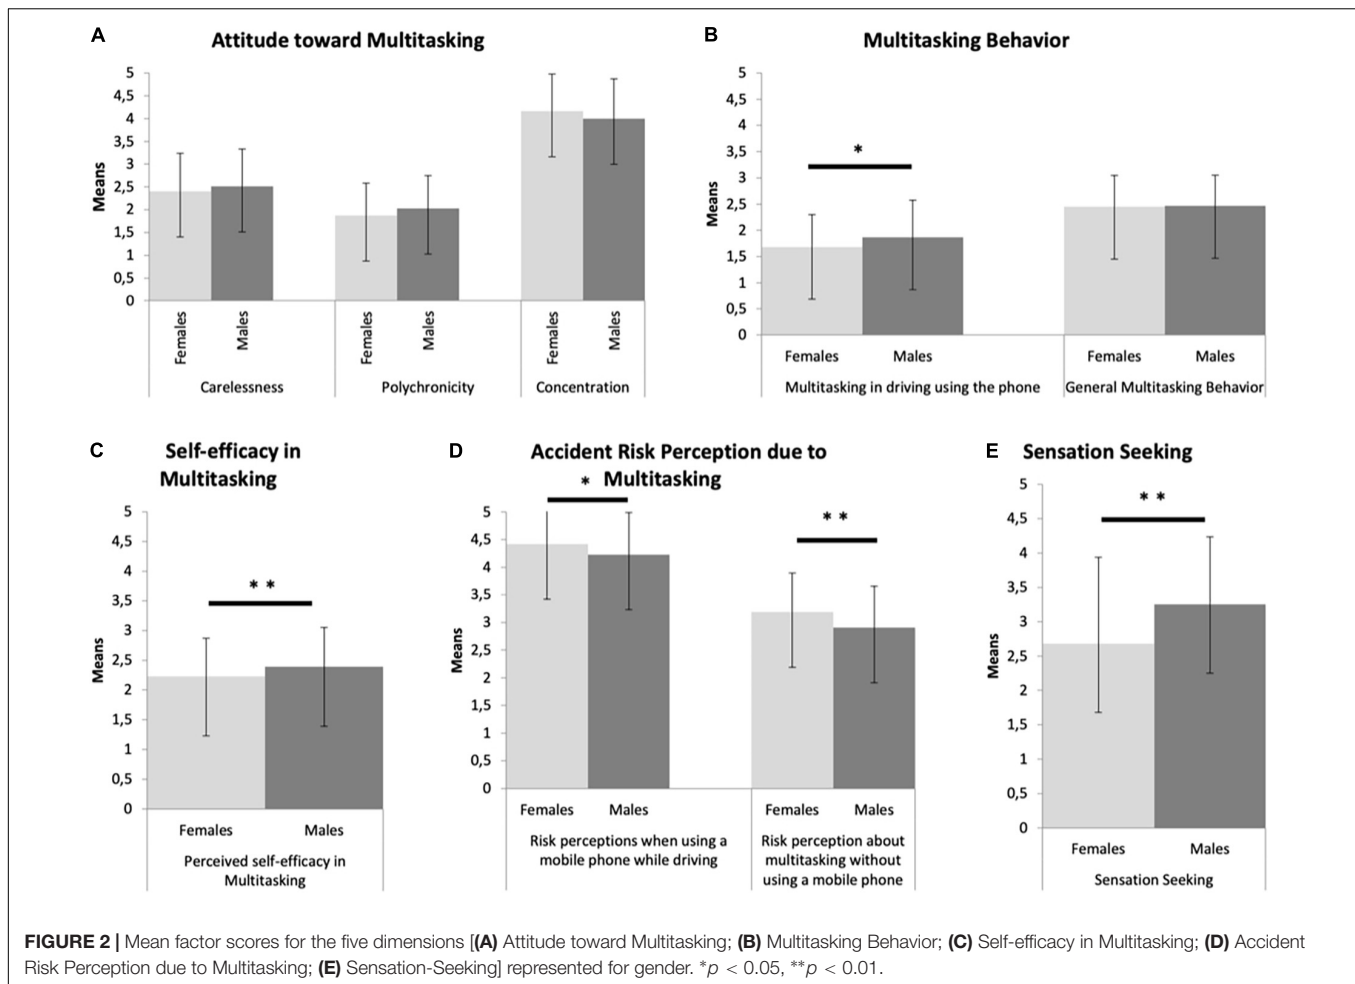 A
Attitude toward Multitasking
5
4,5
4
3,5
3
2,5
2
1,5
1
0,5
0
Means
Females
Males
Females
Males
Females
Males
Carelessness
Polychronicity
Concentration
B
Multitasking Behavior
5
4,5
4
3,5
3
2,5
2
1,5
1
0,5
0
Means
*
Females
Males
Females
Males
Multitasking in driving using the phone
General Multitasking Behavior
C
Self-efficacy in
Multitasking
5
4,5
4
3,5
3
2,5
2
1,5
1
0,5
0
Means
* *
Females
Males
Perceived self-efficacy in
Multitasking
D
Accident Risk Perception due to
Multitasking
5
4,5
4
3,5
3
2,5
2
1,5
1
0,5
0
Means
*
* *
Females
Males
Females
Males
Risk perceptions when using a
mobile phone while driving
Risk perception about
multitasking without
using a mobile phone
E
Sensation Seeking
5
4,5
4
3,5
3
2,5
2
1,5
1
0,5
0
Means
* *
Females
Males
Sensation Seeking
FIGURE 2 | Mean factor scores for the five dimensions [(A) Attitude toward Multitasking; (B) Multitasking Behavior; (C) Self-efficacy in Multitasking; (D) Accident
Risk Perception due to Multitasking; (E) Sensation-Seeking] represented for gender. *p < 0.05, **p < 0.01.